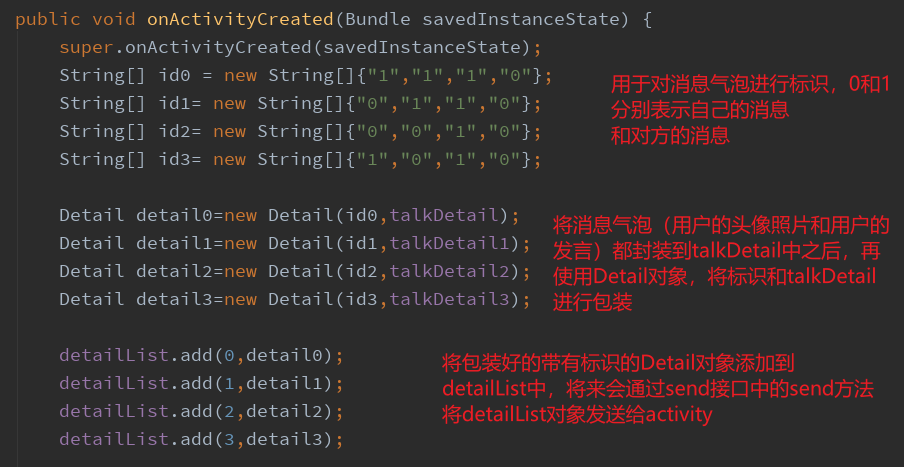 public void onActivityCreated(Bundle savedInstanceState) {
super.onActivityCreated(savedInstanceState);
String[] id0 = new String[]{"1","1","1","0"};
String[] id1= new String[]{"0","1","1","0"};
String[] id2= new String[]{"0","0","1","0"};
String[] id3= new String[]{"1","0","1","0"};
用于对消息气泡进行标识，0和1
分别表示自己的消息
和对方的消息
Detail detail0=new Detail(id0,talkDetail);
Detail detail1=new Detail(id1,talkDetail1);
Detail detail2=new Detail(id2,talkDetail2);
Detail detail3=new Detail(id3,talkDetail3);
将消息气泡（用户的头像照片和用户的
发言）都封装到talkDetail中之后，再
使用Detail对象，将标识和talkDetail
进行包装
detailList.add(0,detail0);
detailList.add(1,detail1);
detailList.add(2,detail2);
detailList.add(3,detail3);
将包装好的带有标识的Detail对象添加到
detailList中，将来会通过send接口中的send方法
将detailList对象发送给activity